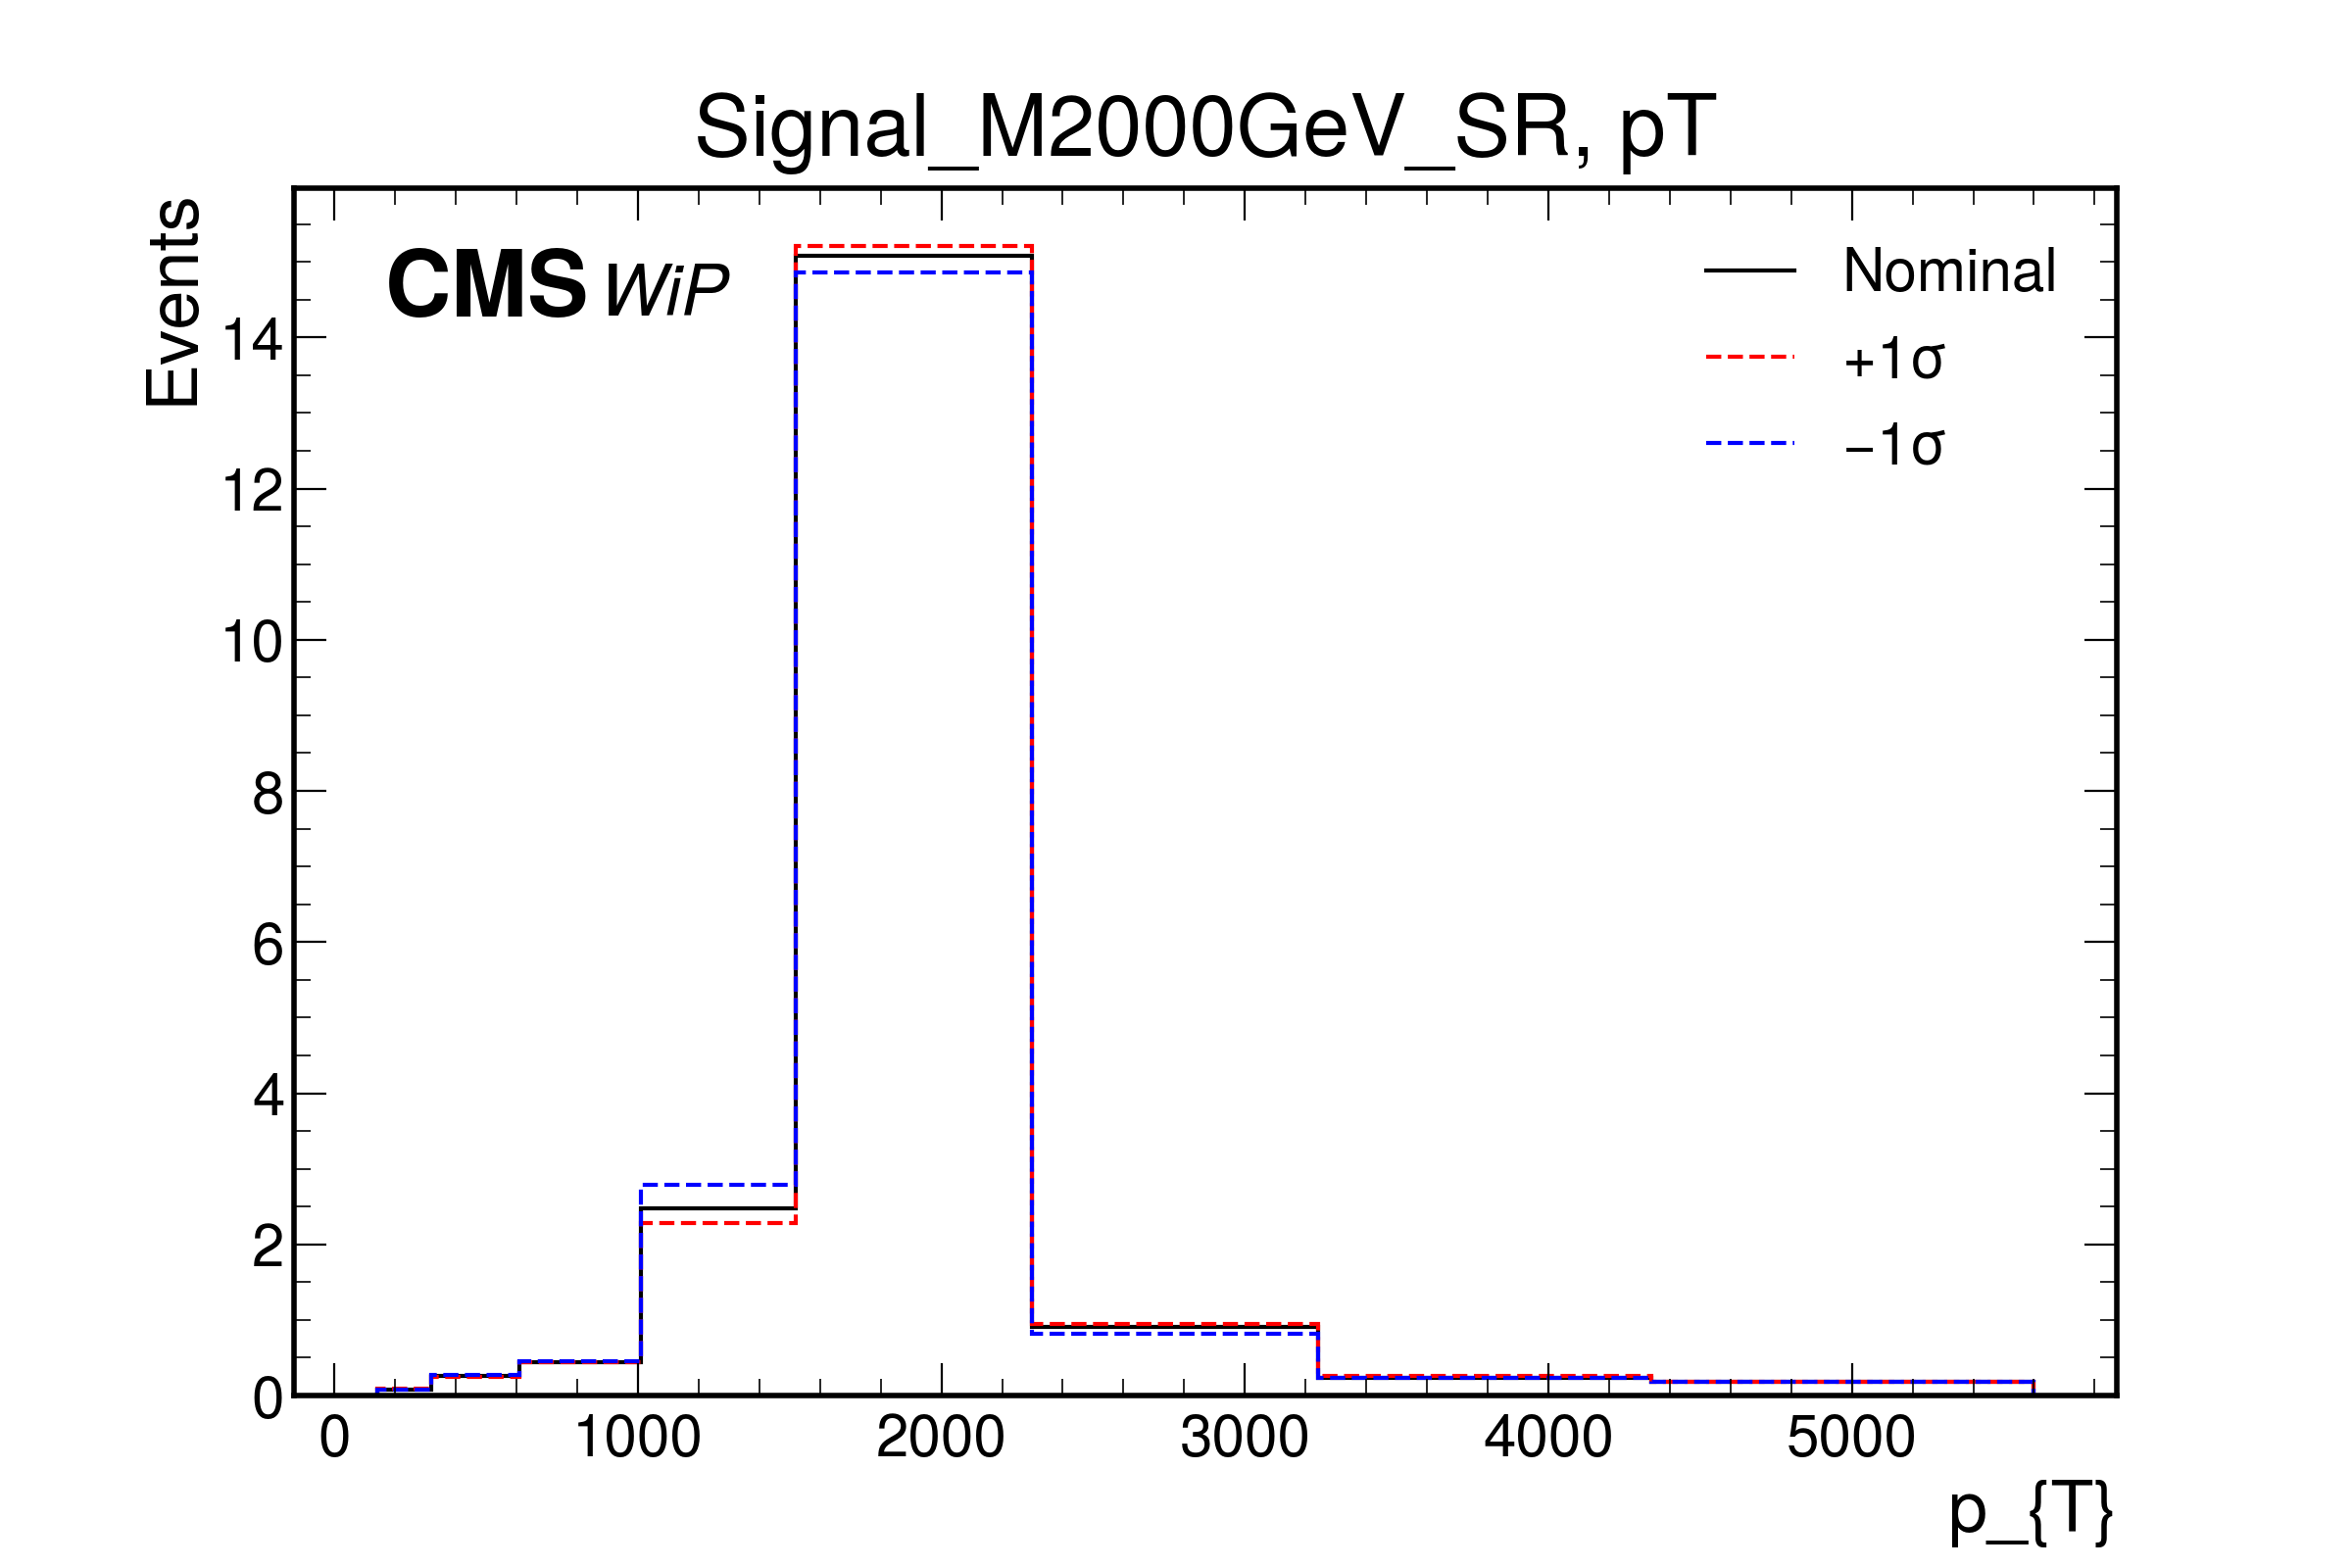 Signal_M2000GeV_SR, pT
Events
CMS WiP
Nominal
+1σ
−1σ
14
12
10
8
6
4
2
0
0 1000 2000 3000 4000 5000
p_{T}